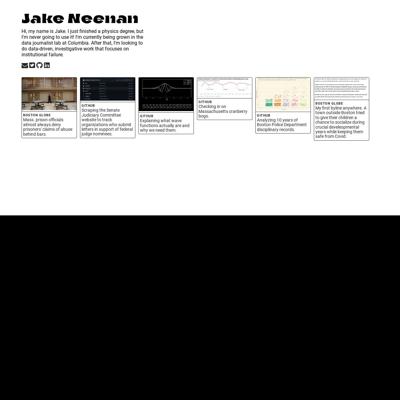 Jake Neenan
Hi, my name is Jake. I just finished a physics degree, but
I'm never going to use it! I'm currently being grown in the
data journalist lab at Columbia. After that, I'm looking to
do data-driven, investigative work that focuses on
institutional failure.
BOSTON GLOBE
Mass. prison officials
almost always deny
prisoners' claims of abuse
behind bars.
GITHUB
Scraping the Senate
Judiciary Committee
website to track
organizations who submit
letters in support of federal
judge nominees.
GITHUB
Explaining what wave
functions actually are and
why we need them.
GITHUB
Checking in on
Massachusetts cranberry
bogs.
GITHUB
Analyzing 10 years of
Boston Police Department
disciplinary records.
BOSTON GLOBE
My first byline anywhere. A
town outside Boston tried
to give their children a
chance to socialize during
crucial developmental
years while keeping them
safe from Covid.